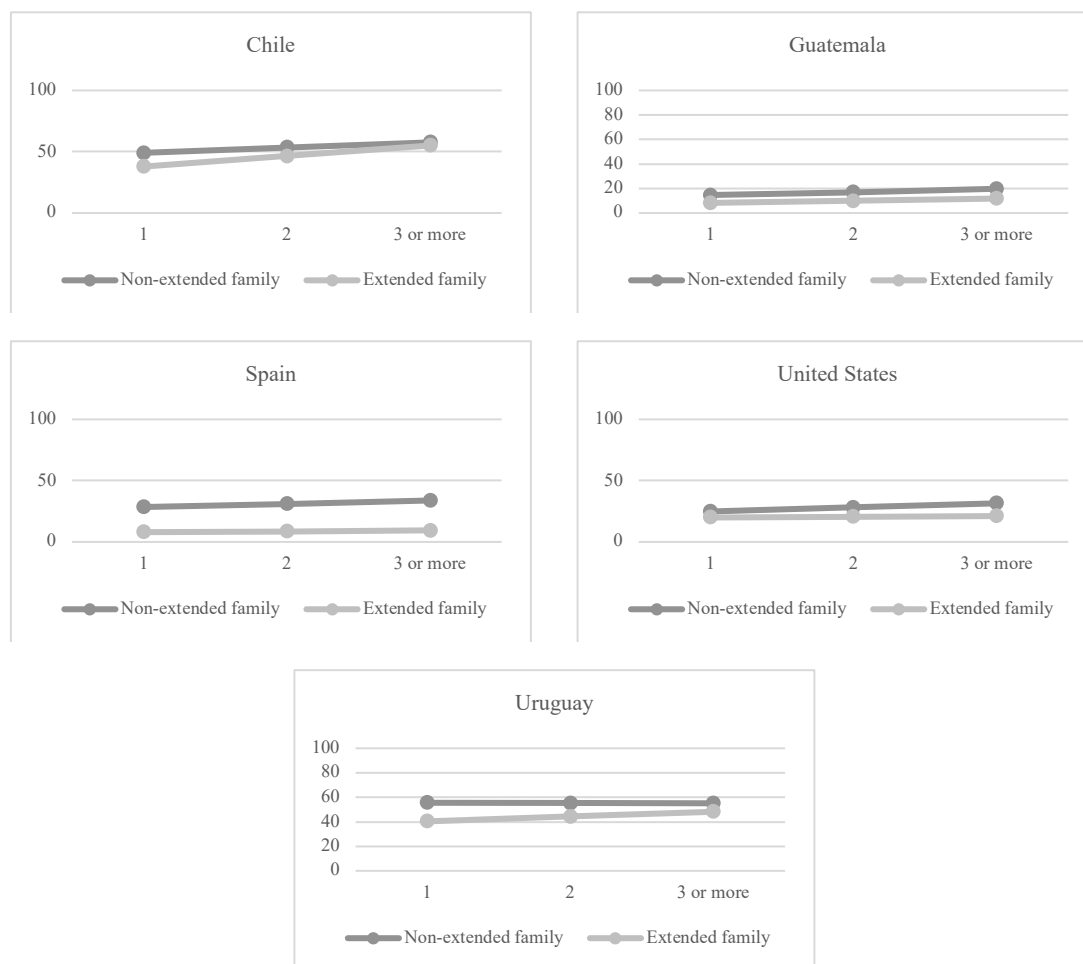 Chile
100
50
0
1 2 3 or more
Non-extended family Extended family
Guatemala
100
80
60
40
20
0
1 2 3 or more
Non-extended family Extended family
Spain
100
50
0
1 2 3 or more
Non-extended family Extended family
United States
100
50
0
1 2 3 or more
Non-extended family Extended family
Uruguay
100
80
60
40
20
0
1 2 3 or more
Non-extended family Extended family